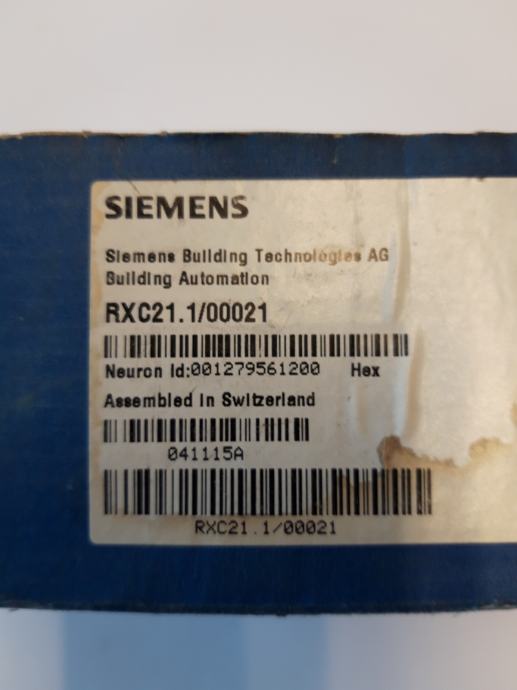 SIEMENS
Siemens Building Technologies AG
Building Automation
RXC21.1/00021
Neuron Id:001279561200 Hex
Assembled in Switzerland
041115A
RXC21.1/00021